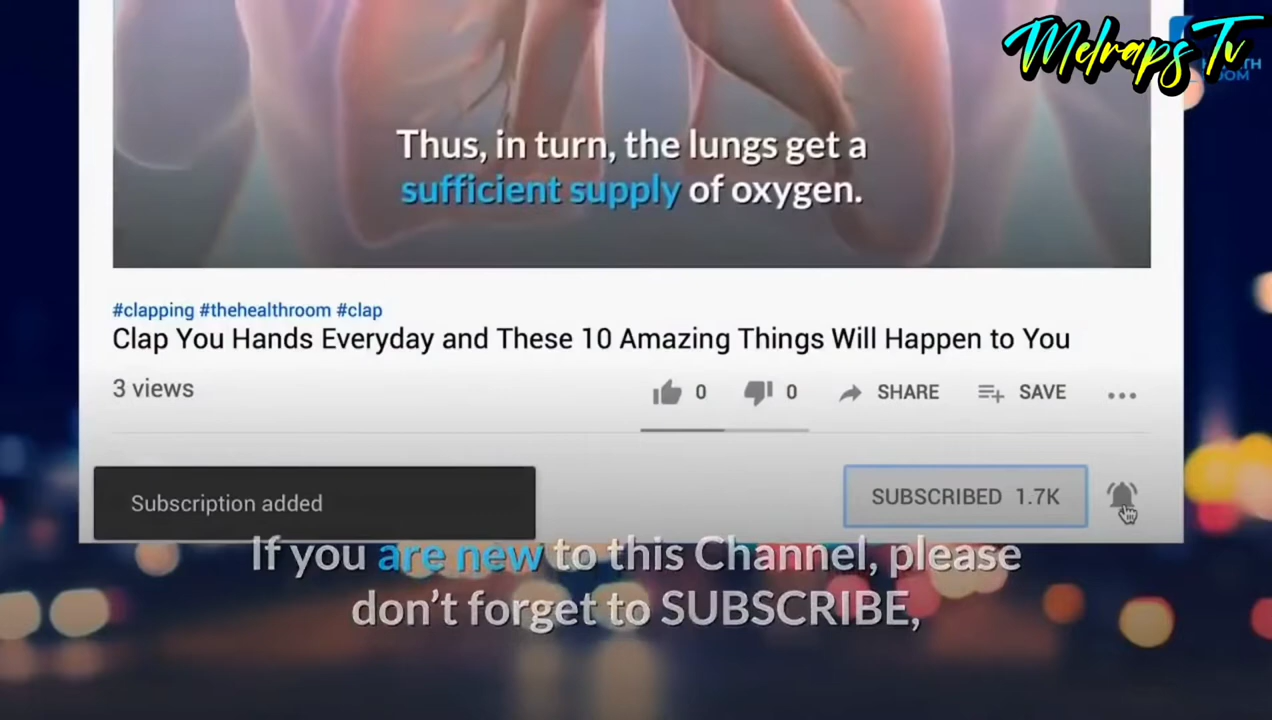 Melraps Tv
Thus, in turn, the lungs get a
sufficient supply of oxygen.
#clapping #thehealthroom #clap
Clap You Hands Everyday and These 10 Amazing Things Will Happen to You
3 views
0 0 SHARE SAVE
Subscription added
SUBSCRIBED 1.7K
If you are new to this Channel, please
don't forget to SUBSCRIBE,